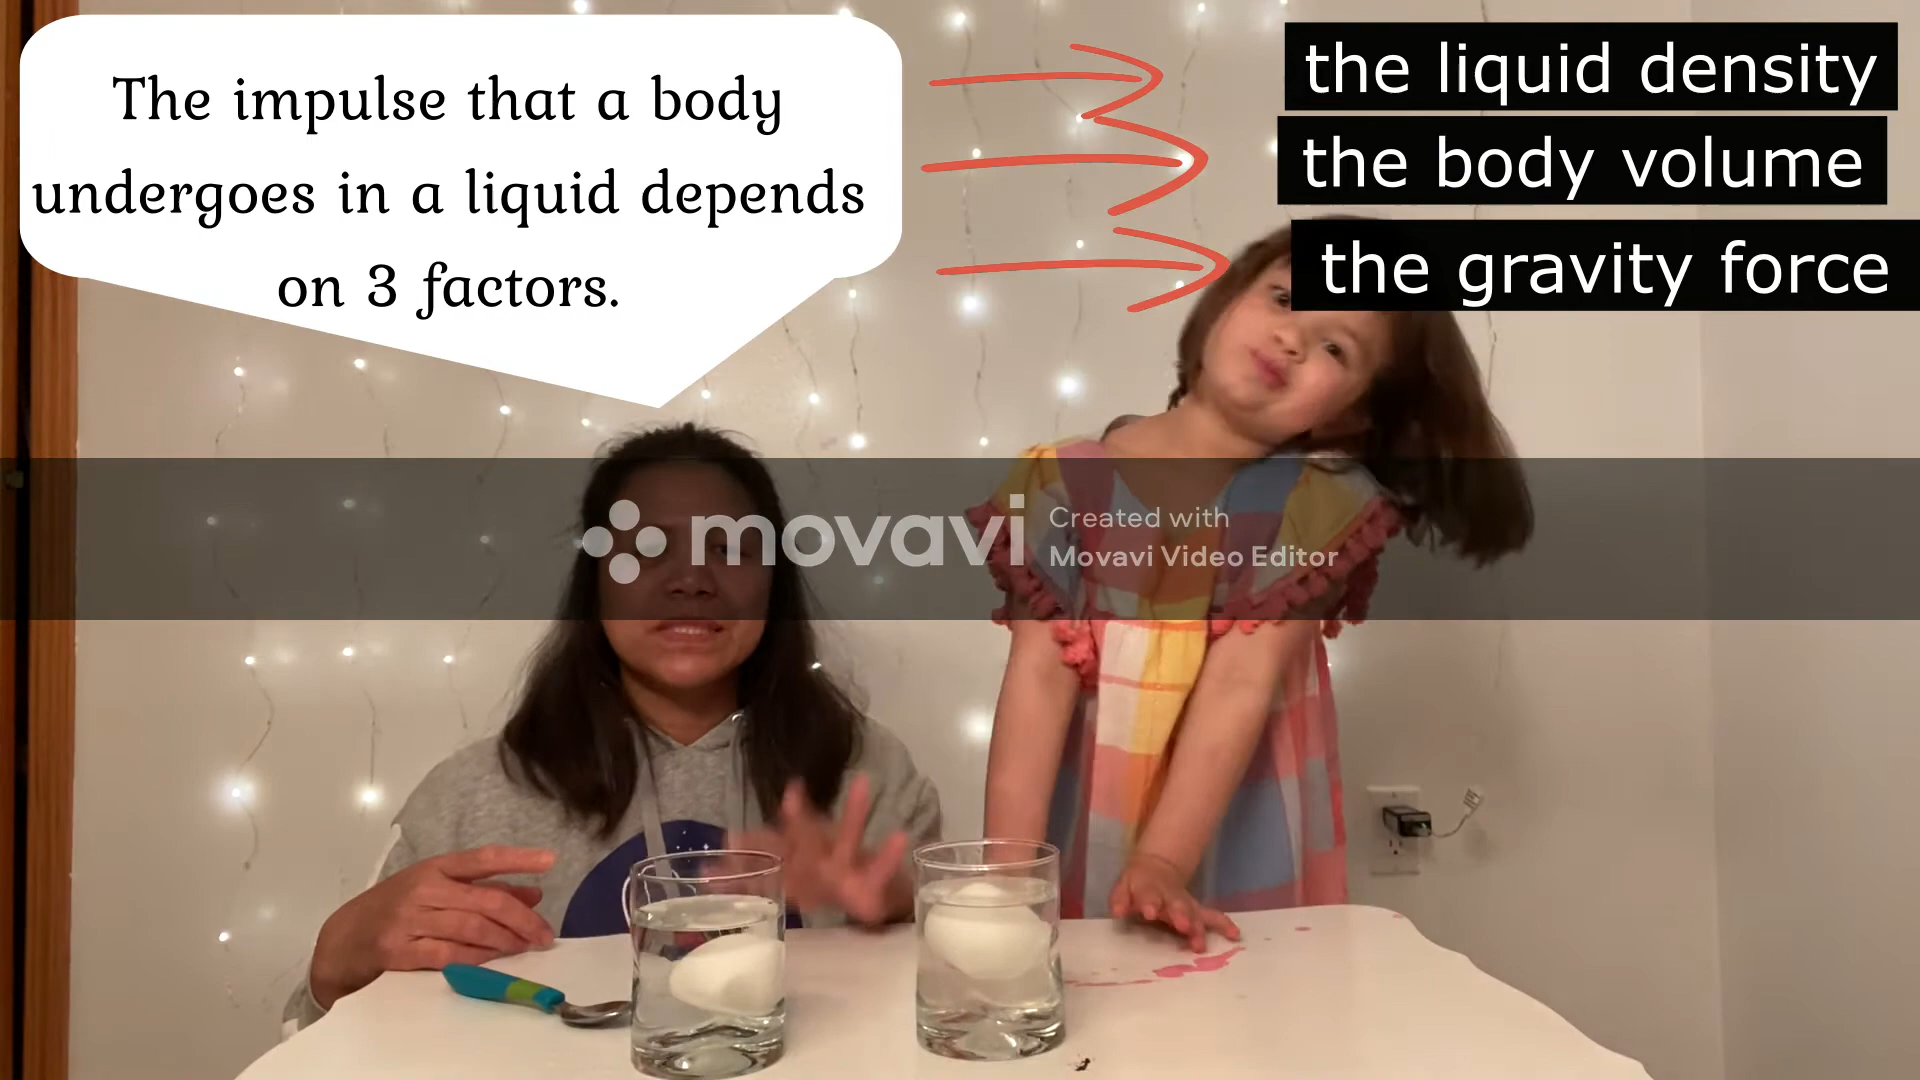 The impulse that a body
undergoes in a liquid depends
on 3 factors.
the liquid density
the body volume
the gravity force
movavi
Created with
Movavi Video Editor